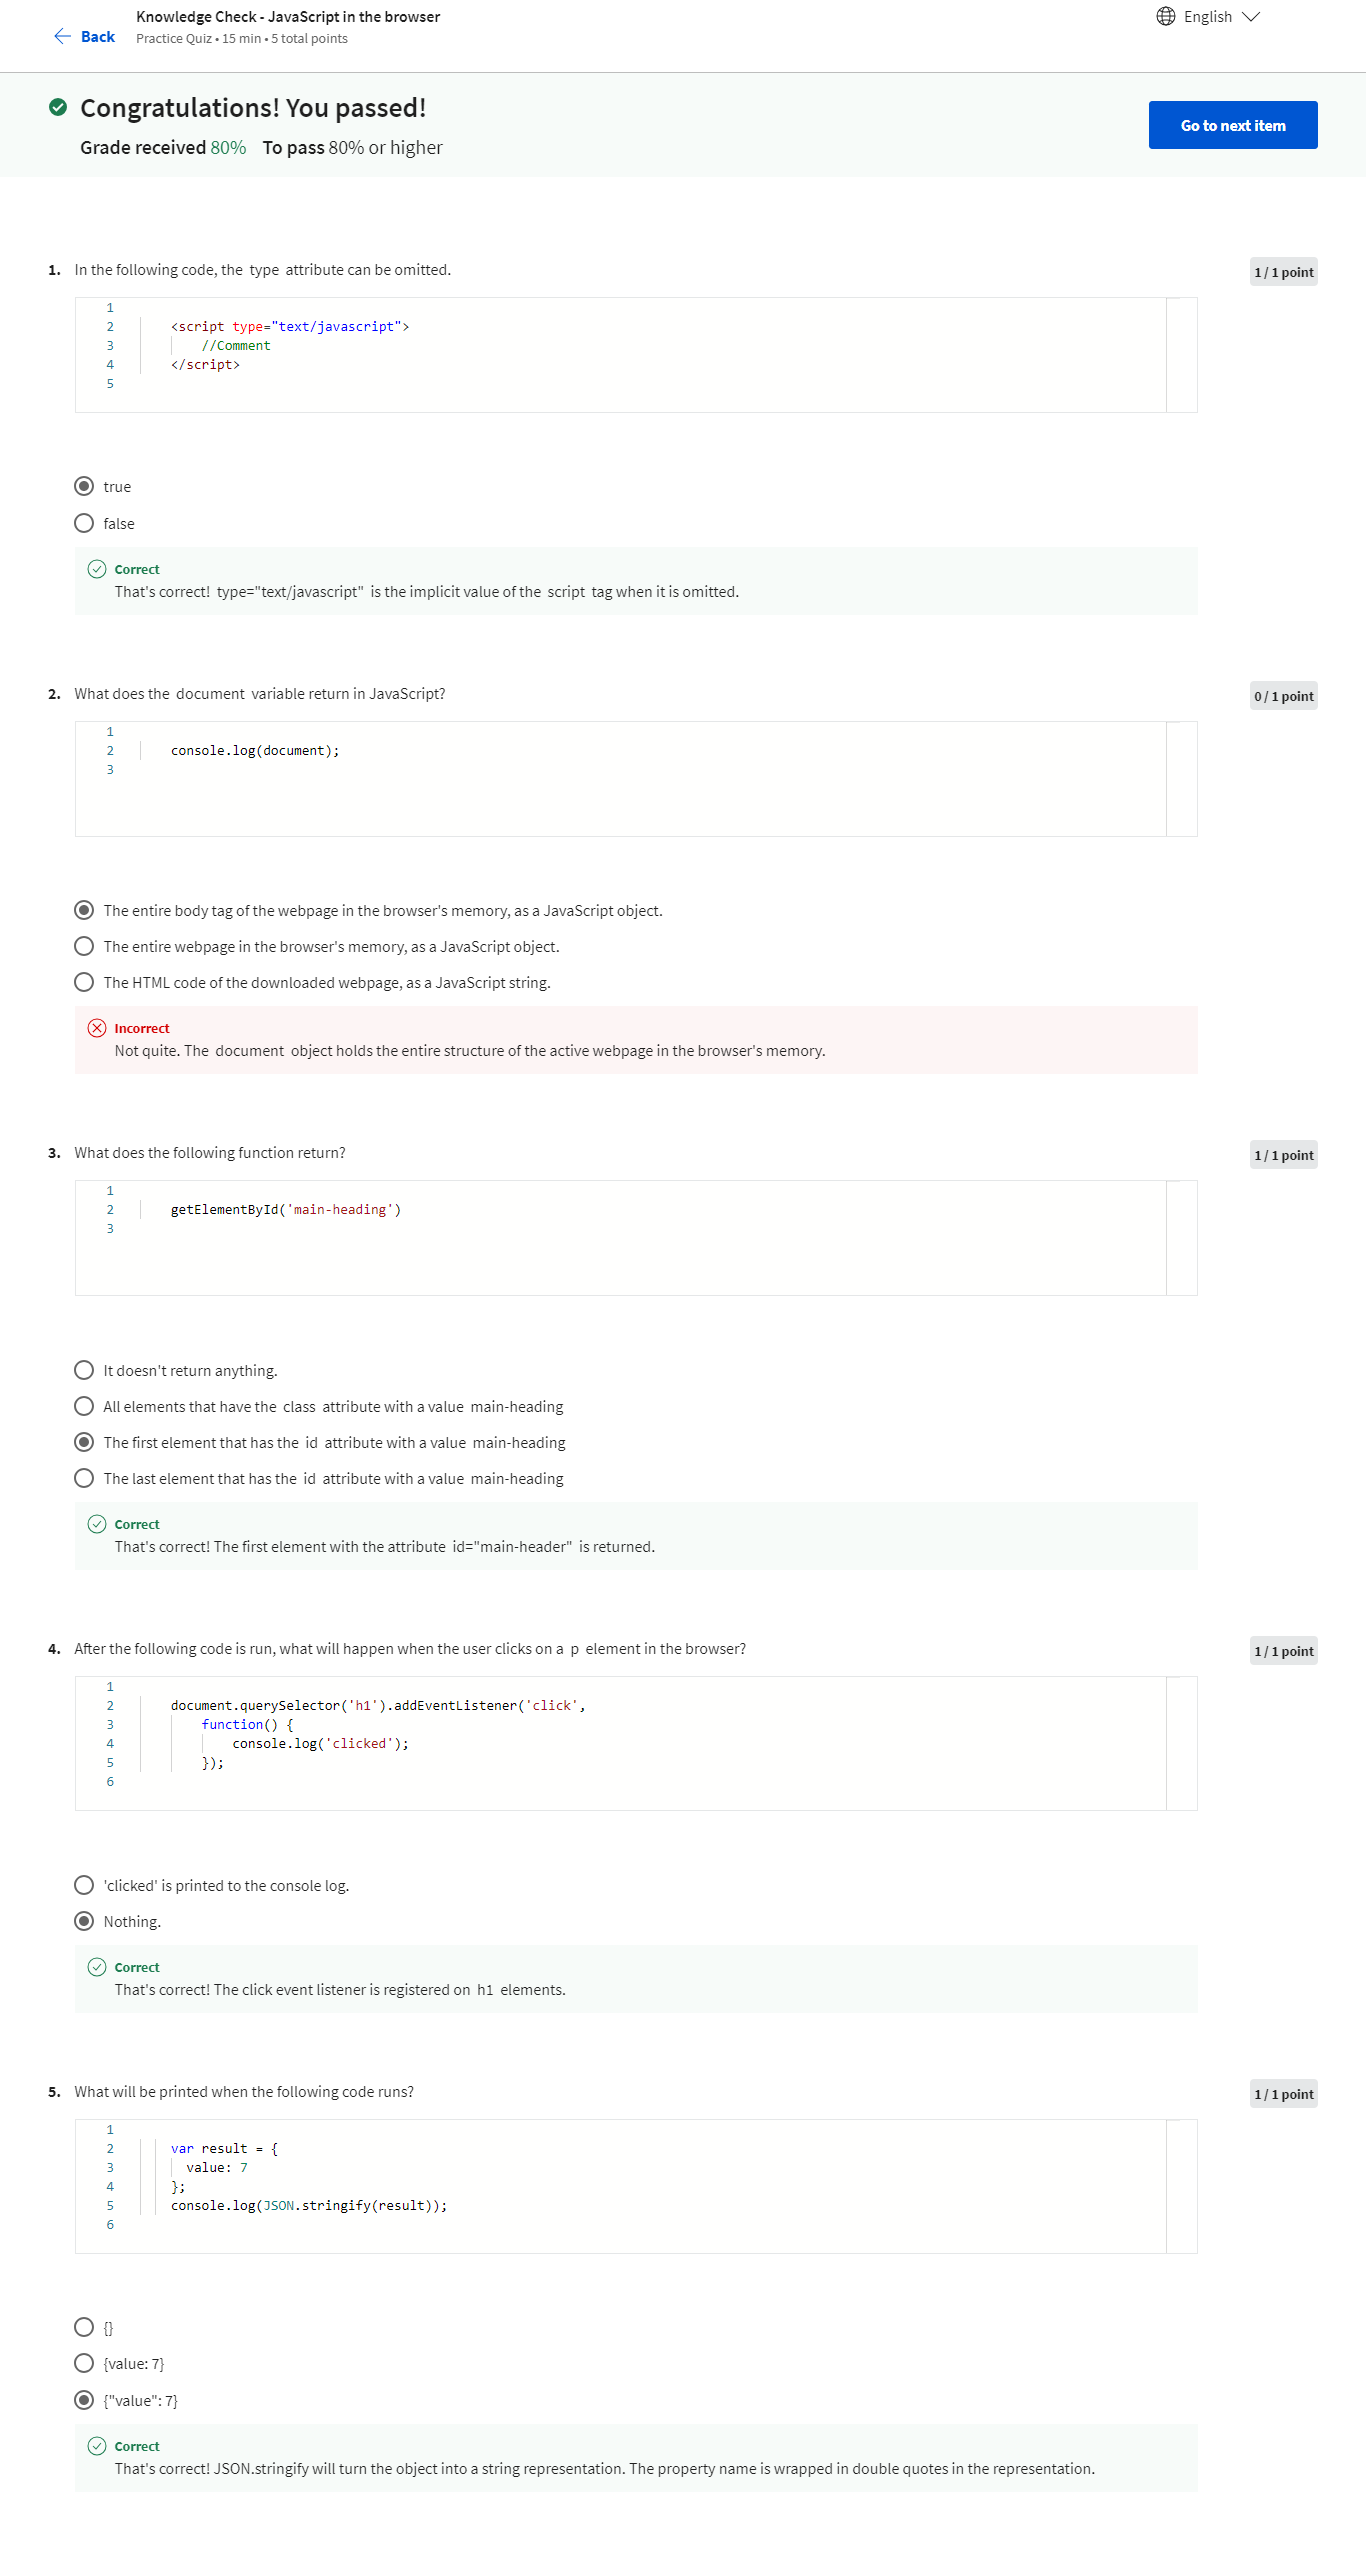 Back
Knowledge Check - JavaScript in the browser
Practice Quiz • 15 min • 5 total points
English
Congratulations! You passed!
Grade received 80% To pass 80% or higher
Go to next item
1. In the following code, the type attribute can be omitted.
1 / 1 point
1
2 <script type="text/javascript">
3 //Comment
4 </script>
5
true
false
Correct
That's correct! type="text/javascript" is the implicit value of the script tag when it is omitted.
2. What does the document variable return in JavaScript?
0 / 1 point
1
2 console.log(document);
3
The entire body tag of the webpage in the browser's memory, as a JavaScript object.
The entire webpage in the browser's memory, as a JavaScript object.
The HTML code of the downloaded webpage, as a JavaScript string.
Incorrect
Not quite. The document object holds the entire structure of the active webpage in the browser's memory.
3. What does the following function return?
1 / 1 point
1
2 getElementById('main-heading')
3
It doesn't return anything.
All elements that have the class attribute with a value main-heading
The first element that has the id attribute with a value main-heading
The last element that has the id attribute with a value main-heading
Correct
That's correct! The first element with the attribute id="main-header" is returned.
4. After the following code is run, what will happen when the user clicks on a p element in the browser?
1 / 1 point
1
2 document.querySelector('h1').addEventListener('click',
3 function() {
4 console.log('clicked');
5 });
6
'clicked' is printed to the console log.
Nothing.
Correct
That's correct! The click event listener is registered on h1 elements.
5. What will be printed when the following code runs?
1 / 1 point
1
2 var result = {
3 value: 7
4 };
5 console.log(JSON.stringify(result));
6
{}
{value: 7}
{"value": 7}
Correct
That's correct! JSON.stringify will turn the object into a string representation. The property name is wrapped in double quotes in the representation.